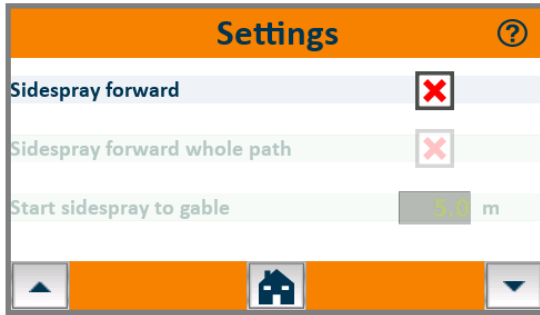 Settings
?
Sidespray forward
Sidespray forward whole path
Start sidespray to gable 5.0 m